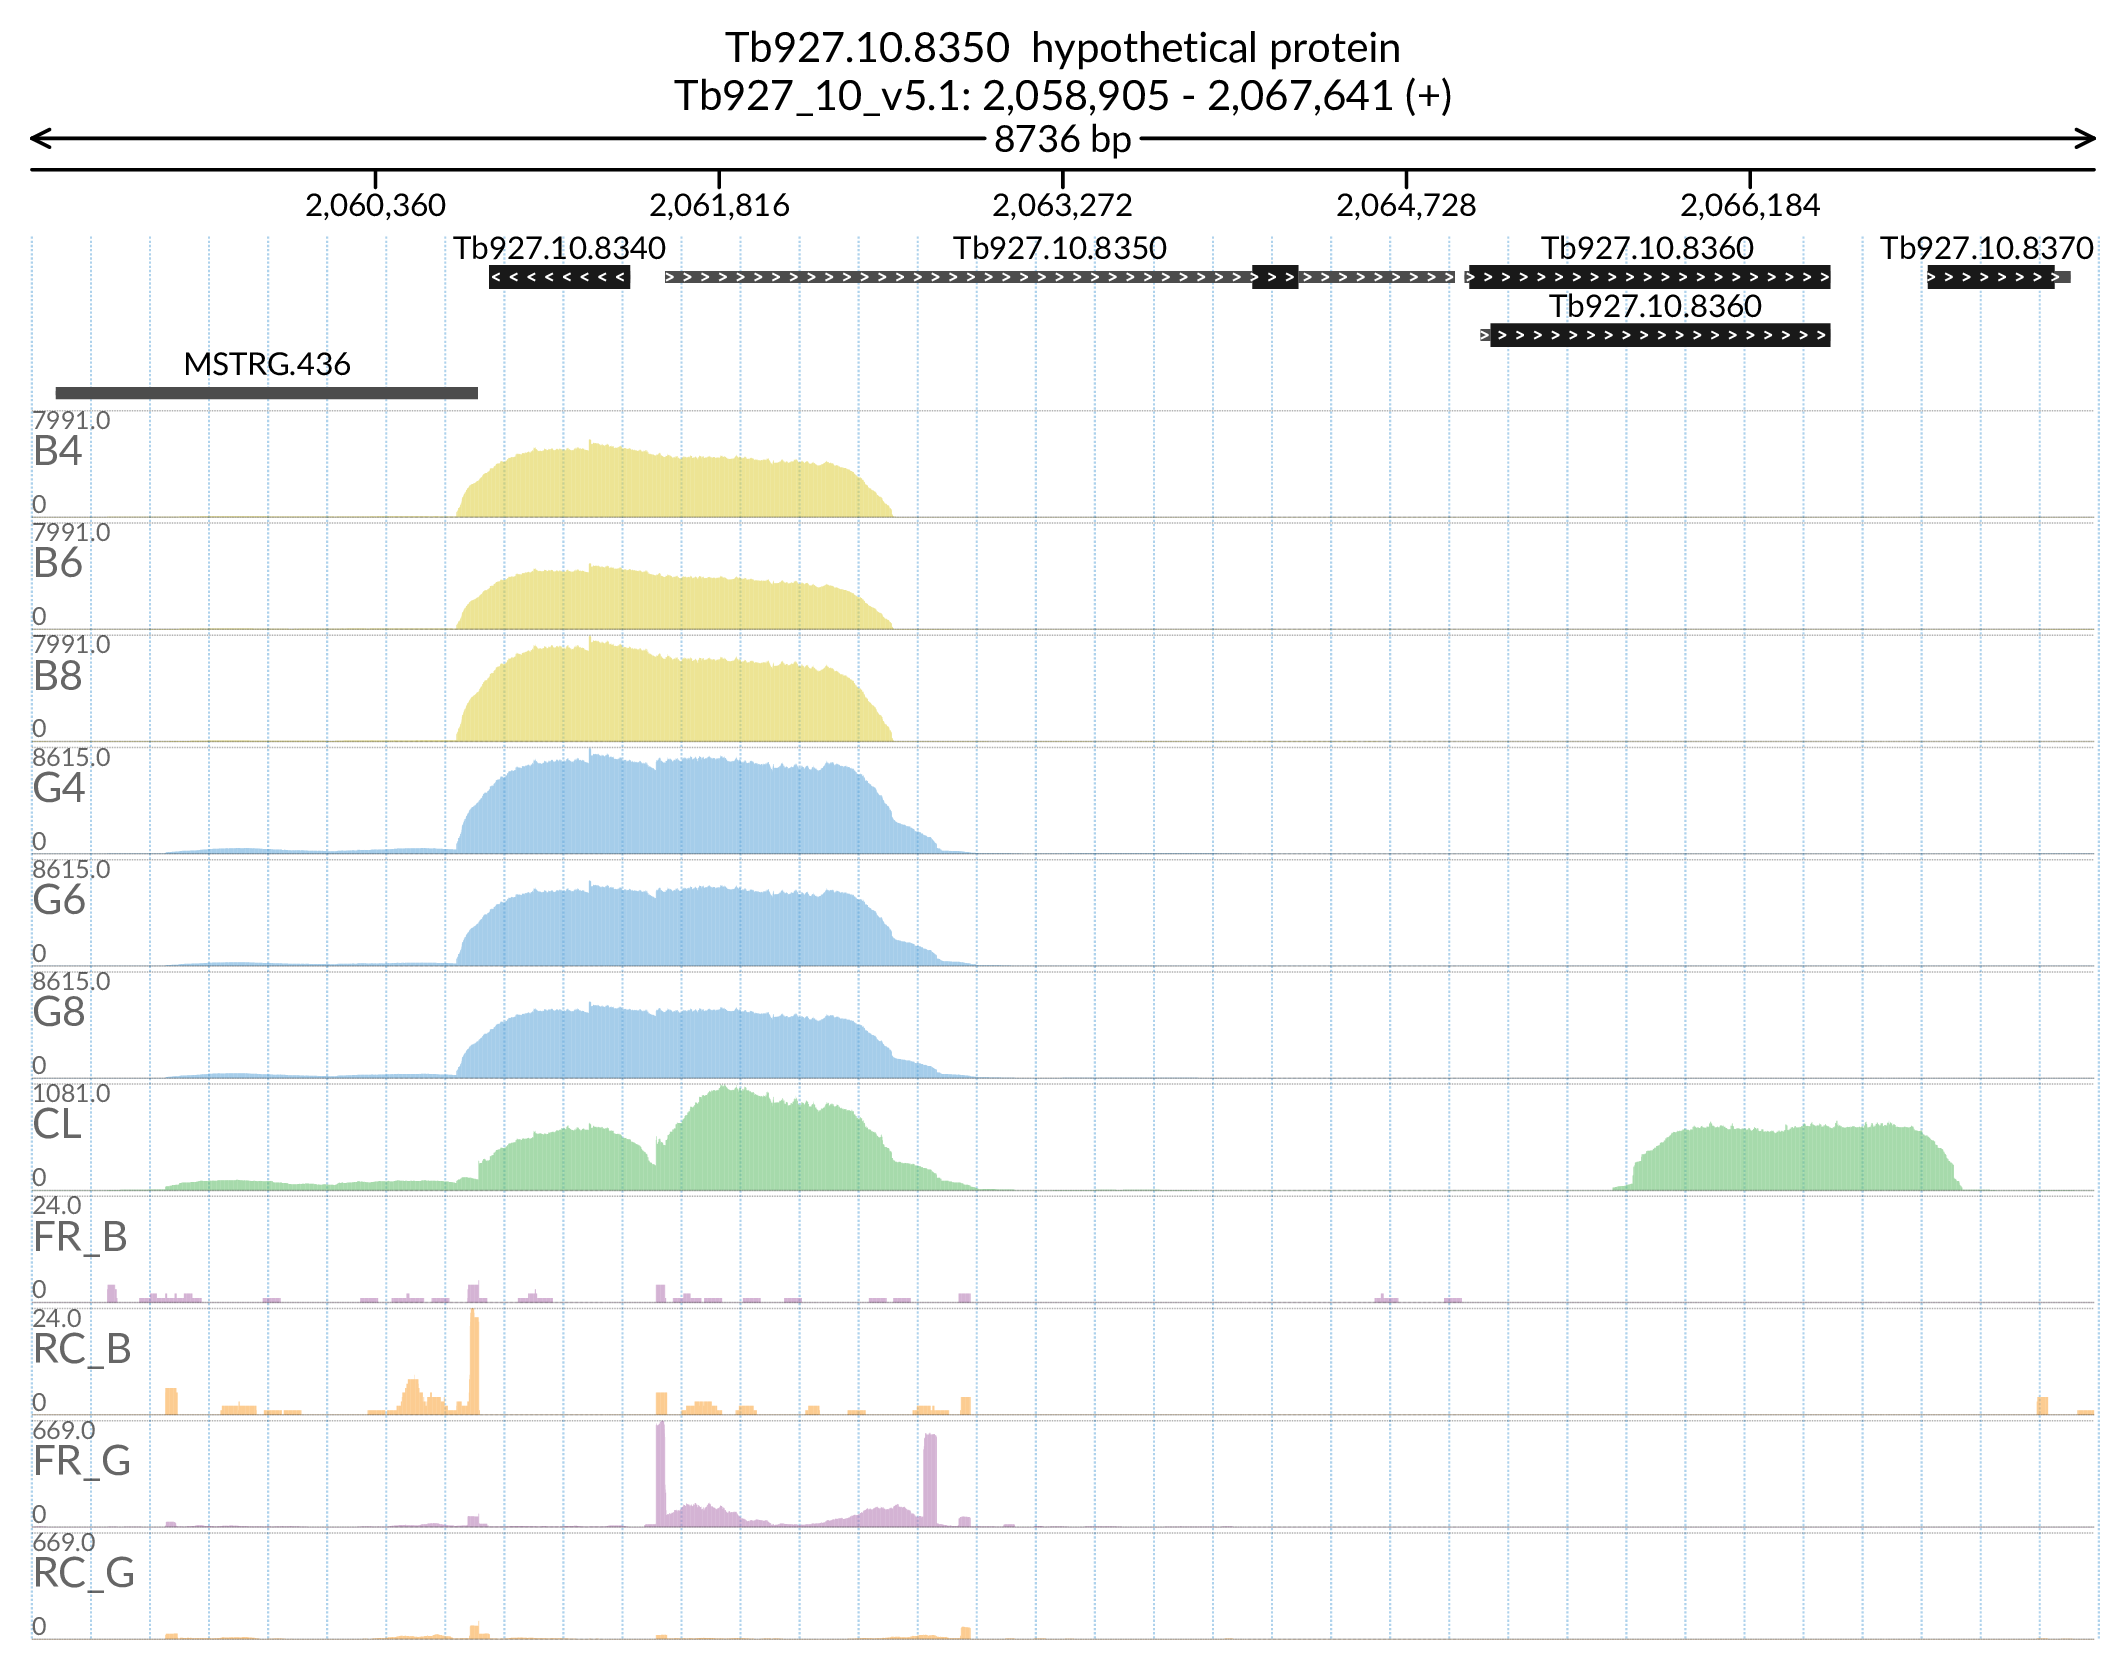 Tb927.10.8350  hypothetical protein
Tb927_10_v5.1: 2,058,905 - 2,067,641 (+)
8736 bp
2,060,360 2,061,816 2,063,272 2,064,728 2,066,184
Tb927.10.8340 Tb927.10.8350 Tb927.10.8360 Tb927.10.8370
Tb927.10.8360
MSTRG.436
7991.0
B4
0
7991.0
B6
0
7991.0
B8
0
8615.0
G4
0
8615.0
G6
0
8615.0
G8
0
1081.0
CL
0
24.0
FR_B
0
24.0
RC_B
0
669.0
FR_G
0
669.0
RC_G
0